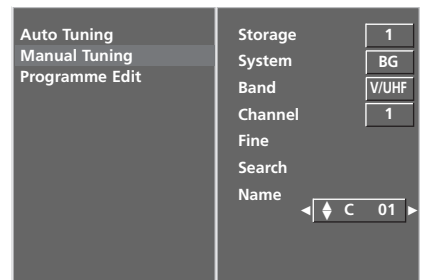 Auto Tuning
Manual Tuning
Programme Edit
Storage 1
System BG
Band V/UHF
Channel 1
Fine
Search
Name
C 01